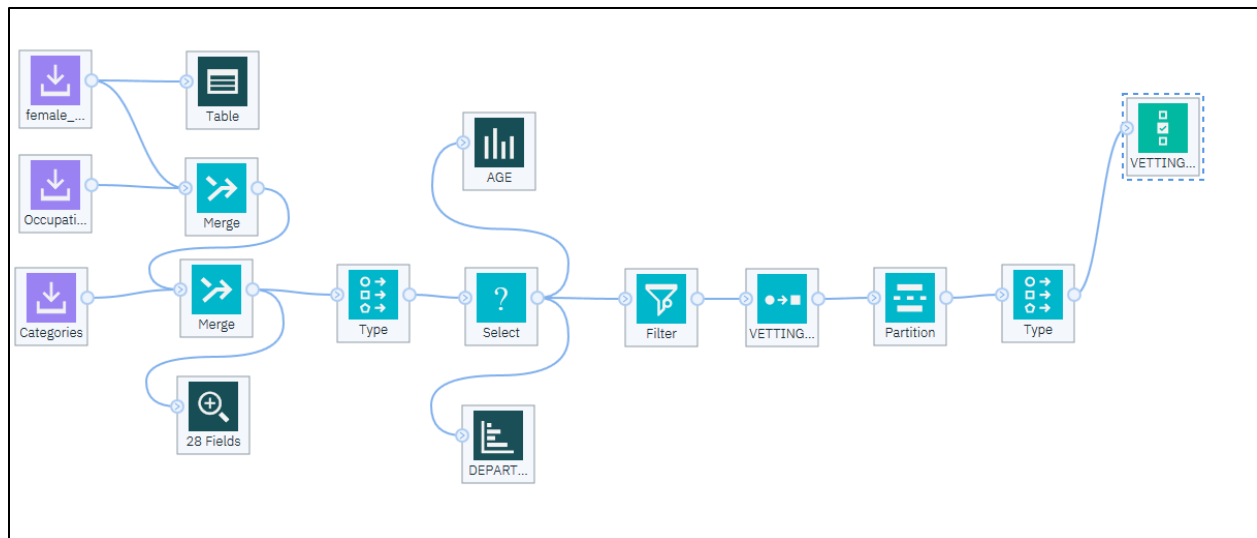 female_...
Table
AGE
VETTING...
Occupati...
Merge
Categories
Merge
Type
Select
Filter
VETTING...
Partition
Type
28 Fields
DEPART...